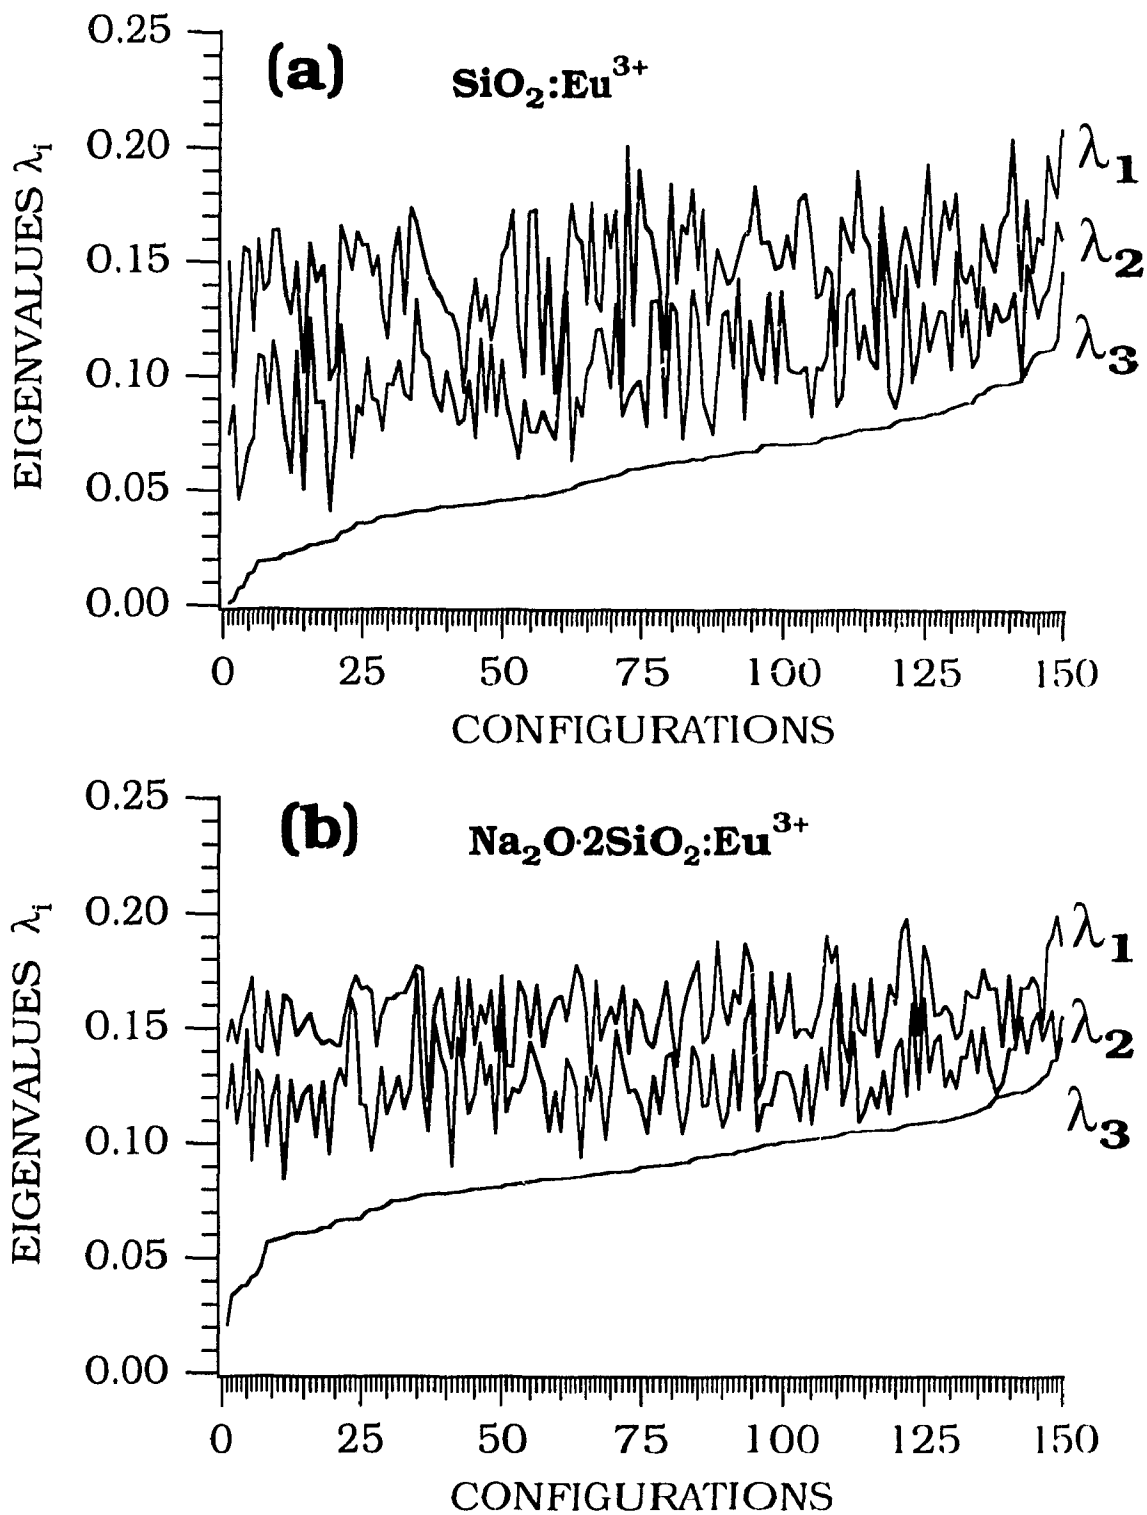 0.25
(a)
SiO₂:Eu³⁺
0.20
0.15
0.10
0.05
0.00
EIGENVALUES λᵢ
λ₁
λ₂
λ₃
0 25 50 75 100 125 150
CONFIGURATIONS
0.25
(b)
Na₂O·2SiO₂:Eu³⁺
0.20
0.15
0.10
0.05
0.00
EIGENVALUES λᵢ
λ₁
λ₂
λ₃
0 25 50 75 100 125 150
CONFIGURATIONS